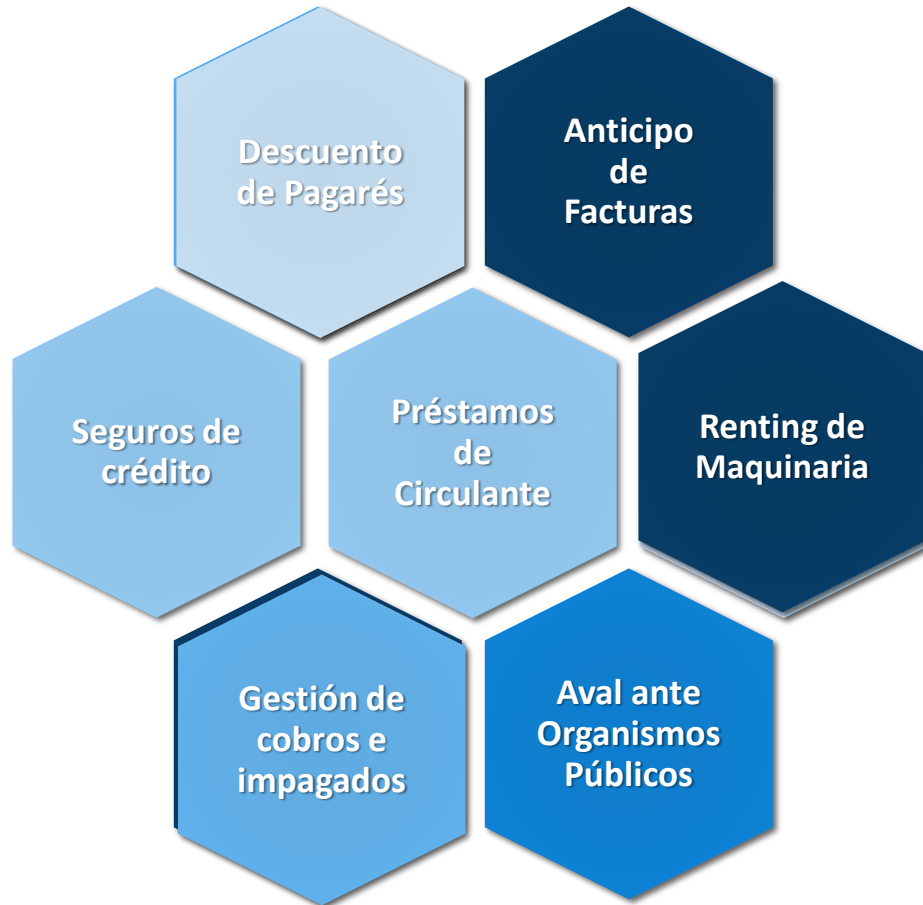 Descuento
de Pagarés
Anticipo
de
Facturas
Seguros de
crédito
Préstamos
de
Circulante
Renting de
Maquinaria
Gestión de
cobros e
impagados
Aval ante
Organismos
Públicos